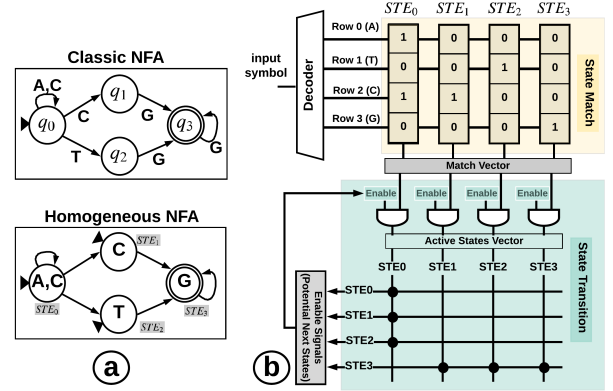 Classic NFA
A,C
q0
C
q1
G
q3
G
T
q2
G
Homogeneous NFA
A,C
STE0
C
STE1
T
STE2
G
STE3
a
STE0 STE1 STE2 STE3
input
symbol
Decoder
Row 0 (A) 1 0 0 0
Row 1 (T) 0 0 1 0
Row 2 (C) 1 1 0 0
Row 3 (G) 0 0 0 1
State Match
Match Vector
Enable Enable Enable Enable
Active States Vector
STE0 STE1 STE2 STE3
STE0
STE1
STE2
STE3
Enable Signals
(Potential Next States)
State Transition
b